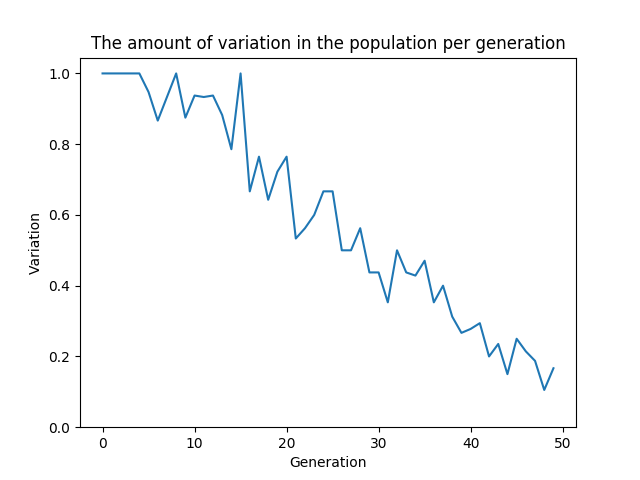 The amount of variation in the population per generation
1.0
0.8
0.6
0.4
0.2
0.0
Variation
0 10 20 30 40 50
Generation